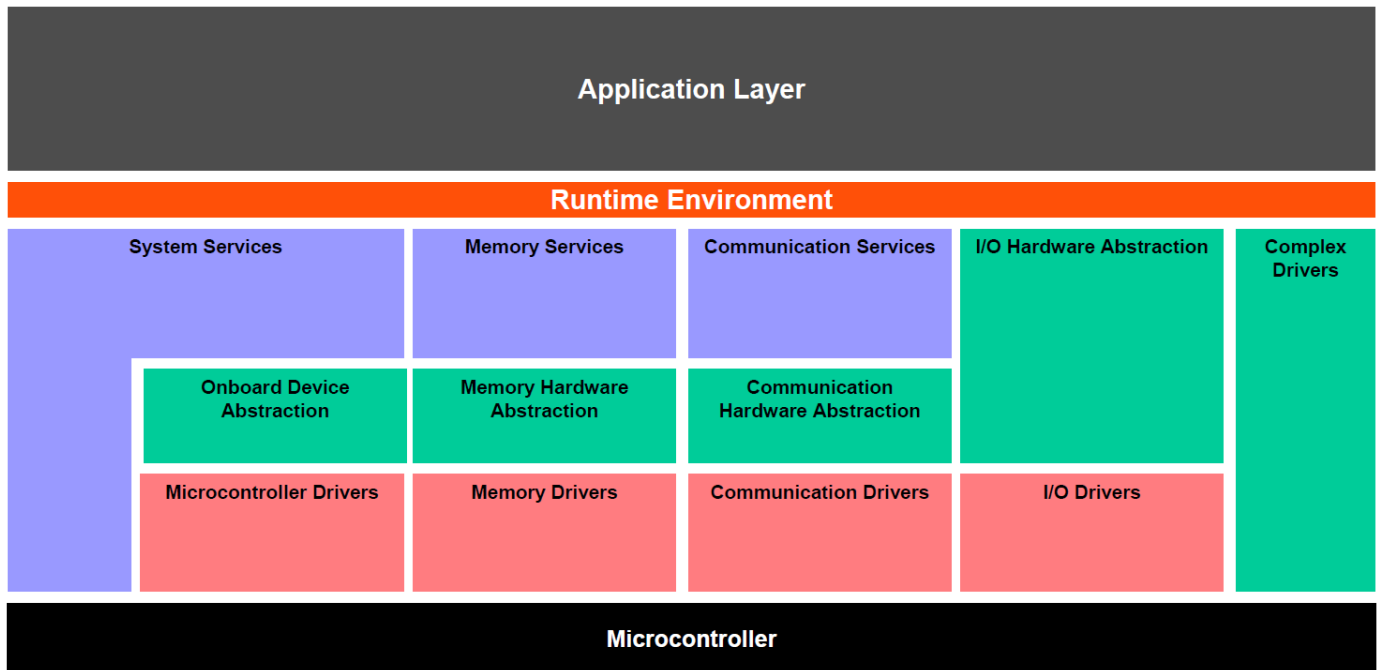 Application Layer
Runtime Environment
System Services
Memory Services
Communication Services
I/O Hardware Abstraction
Complex
Drivers
Onboard Device
Abstraction
Memory Hardware
Abstraction
Communication
Hardware Abstraction
Microcontroller Drivers
Memory Drivers
Communication Drivers
I/O Drivers
Microcontroller